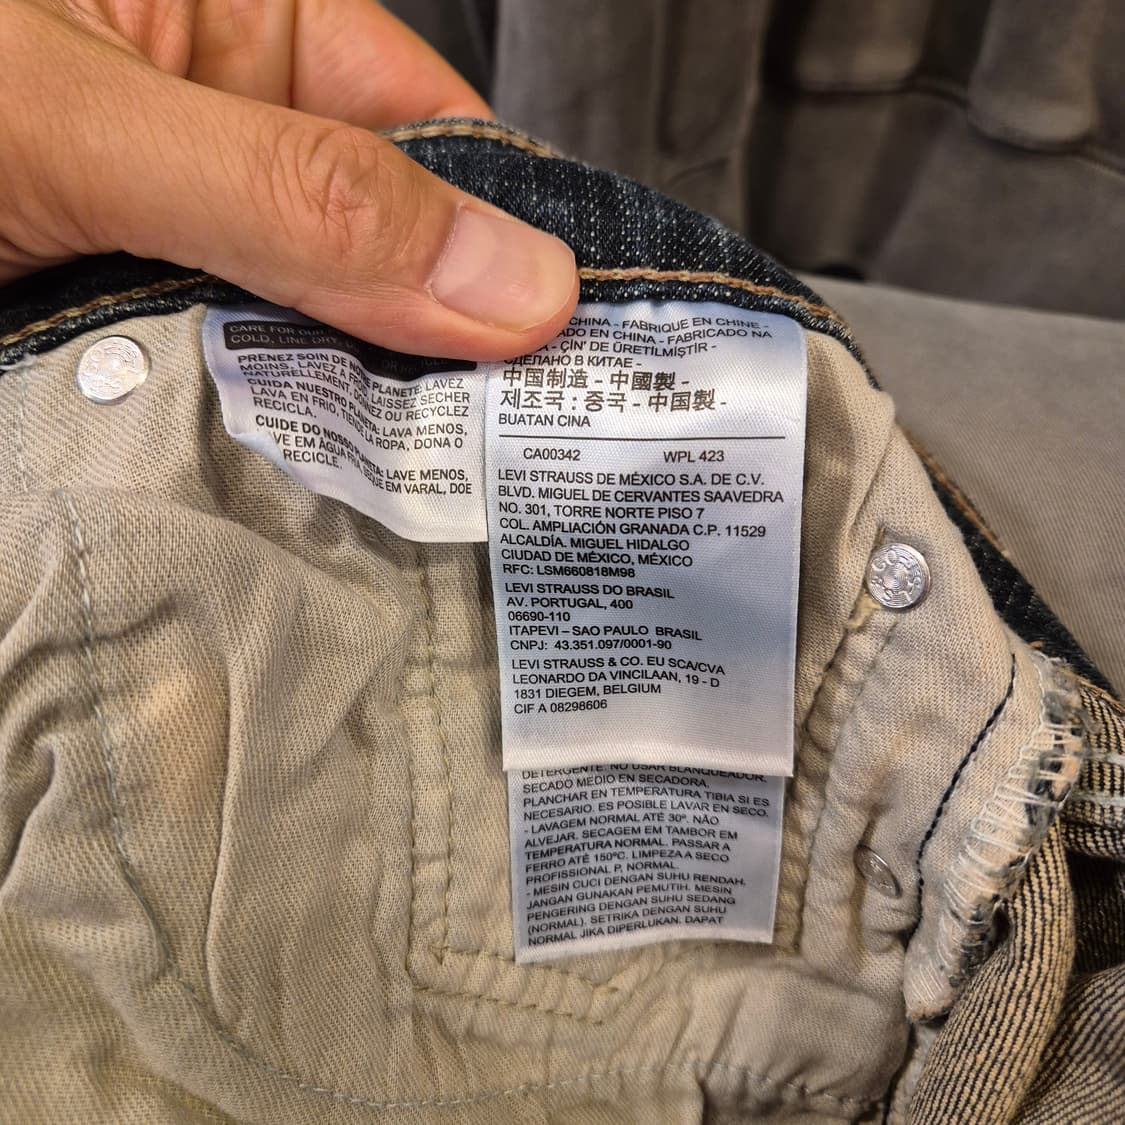 CARE FOR OUR
COLD, LINE DRY,
OR RECYCLE
PRENEZ SOIN DE NOTRE PLANETE: LAVEZ
MOINS, LAVEZ A FROID, LAISSEZ SECHER
NATURELLEMENT, DONNEZ OU RECYCLEZ
CUIDA NUESTRO PLANETA: LAVA MENOS,
LAVA EN FRIO, TIENDE LA ROPA, DONA O
RECICLA.
CUIDE DO NOSSO PLANETA: LAVE MENOS,
LAVE EM ÁGUA FRIA, SEQUE EM VARAL, DOE
RECICLE.
CHINA - FABRIQUE EN CHINE -
ADO EN CHINA - FABRICADO NA
- ÇİN' DE ÜRETİLMİŞTİR -
СДЕЛАНО В КИТАЕ -
中国制造 - 中國製 -
제조국 : 중국 - 中国製 -
BUATAN CINA
CA00342 WPL 423
LEVI STRAUSS DE MÉXICO S.A. DE C.V.
BLVD. MIGUEL DE CERVANTES SAAVEDRA
NO. 301, TORRE NORTE PISO 7
COL. AMPLIACIÓN GRANADA C.P. 11529
ALCALDÍA. MIGUEL HIDALGO
CIUDAD DE MÉXICO, MÉXICO
RFC: LSM660818M98
LEVI STRAUSS DO BRASIL
AV. PORTUGAL, 400
06690-110
ITAPEVI – SAO PAULO BRASIL
CNPJ: 43.351.097/0001-90
LEVI STRAUSS & CO. EU SCA/CVA
LEONARDO DA VINCILAAN, 19 - D
1831 DIEGEM, BELGIUM
CIF A 08298606
DETERGENTE. NO USAR BLANQUEADOR.
SECADO MEDIO EN SECADORA.
PLANCHAR EN TEMPERATURA TIBIA SI ES
NECESARIO. ES POSIBLE LAVAR EN SECO.
- LAVAGEM NORMAL ATÉ 30º. NÃO
ALVEJAR. SECAGEM EM TAMBOR EM
TEMPERATURA NORMAL. PASSAR A
FERRO ATÉ 150ºC. LIMPEZA A SECO
PROFISSIONAL P, NORMAL.
- MESIN CUCI DENGAN SUHU RENDAH,
JANGAN GUNAKAN PEMUTIH. MESIN
PENGERING DENGAN SUHU SEDANG
(NORMAL). SETRIKA DENGAN SUHU
NORMAL JIKA DIPERLUKAN. DAPAT